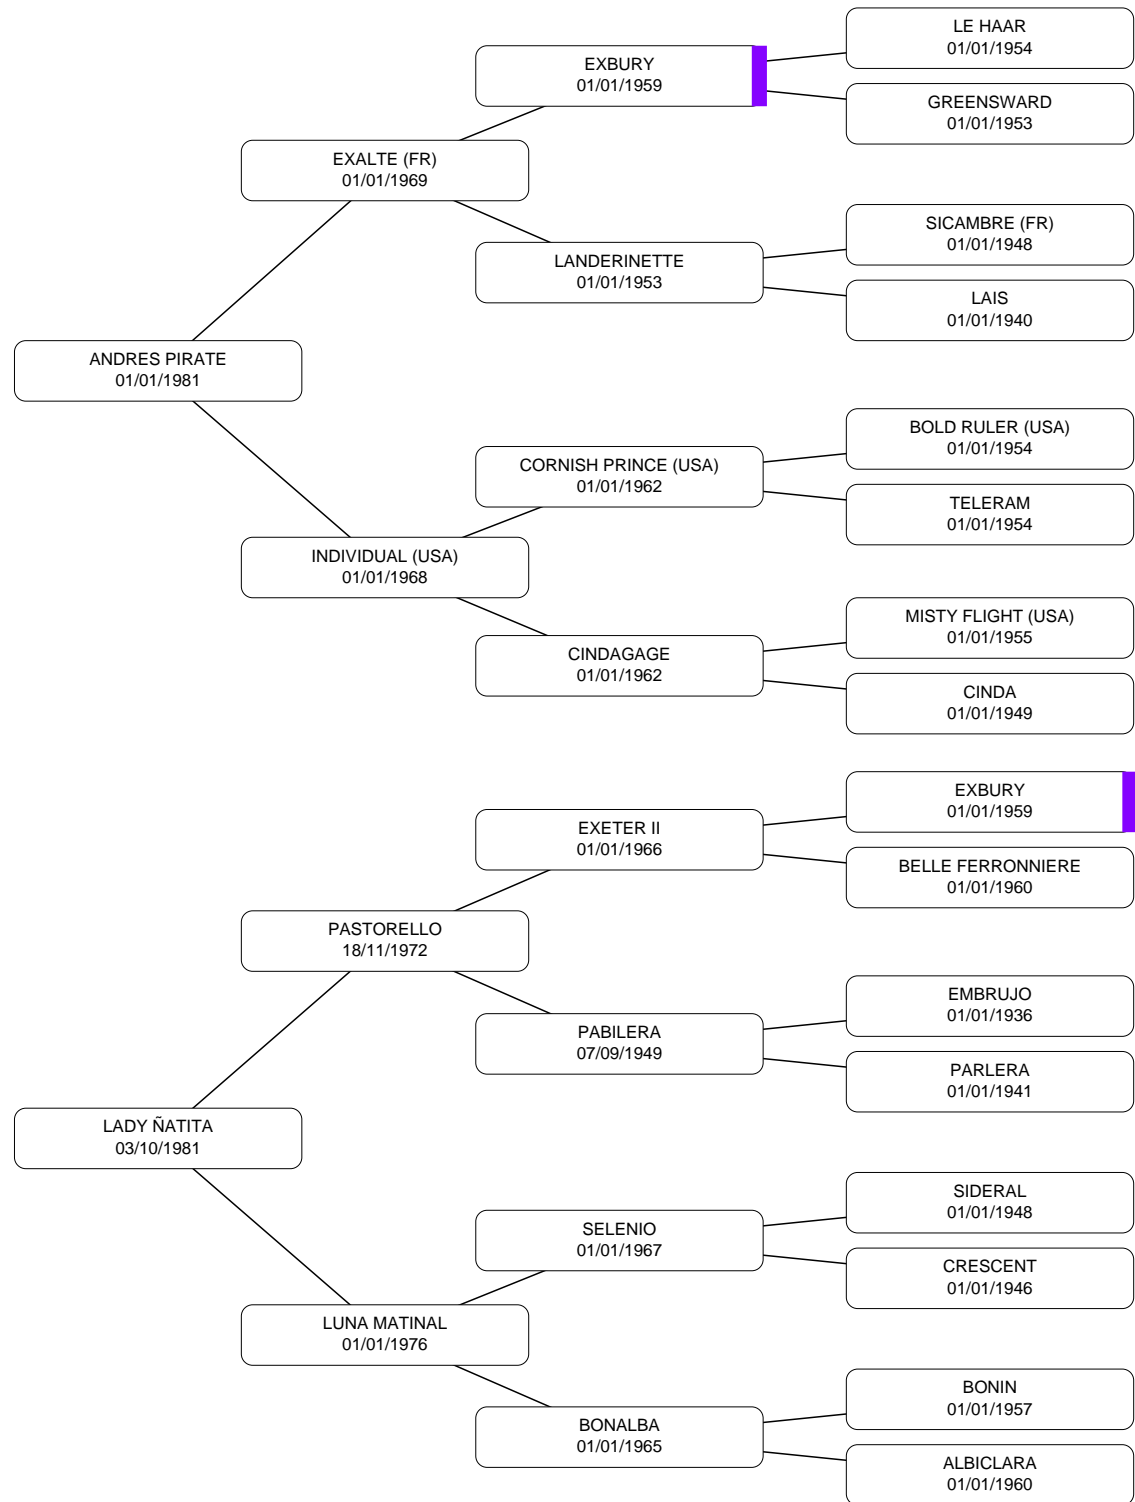 LE HAAR
01/01/1954
EXBURY
01/01/1959
GREENSWARD
01/01/1953
EXALTE (FR)
01/01/1969
SICAMBRE (FR)
01/01/1948
LANDERINETTE
01/01/1953
LAIS
01/01/1940
ANDRES PIRATE
01/01/1981
BOLD RULER (USA)
01/01/1954
CORNISH PRINCE (USA)
01/01/1962
TELERAM
01/01/1954
INDIVIDUAL (USA)
01/01/1968
MISTY FLIGHT (USA)
01/01/1955
CINDAGAGE
01/01/1962
CINDA
01/01/1949
EXBURY
01/01/1959
EXETER II
01/01/1966
BELLE FERRONNIERE
01/01/1960
PASTORELLO
18/11/1972
EMBRUJO
01/01/1936
PABILERA
07/09/1949
PARLERA
01/01/1941
LADY ÑATITA
03/10/1981
SIDERAL
01/01/1948
SELENIO
01/01/1967
CRESCENT
01/01/1946
LUNA MATINAL
01/01/1976
BONIN
01/01/1957
BONALBA
01/01/1965
ALBICLARA
01/01/1960